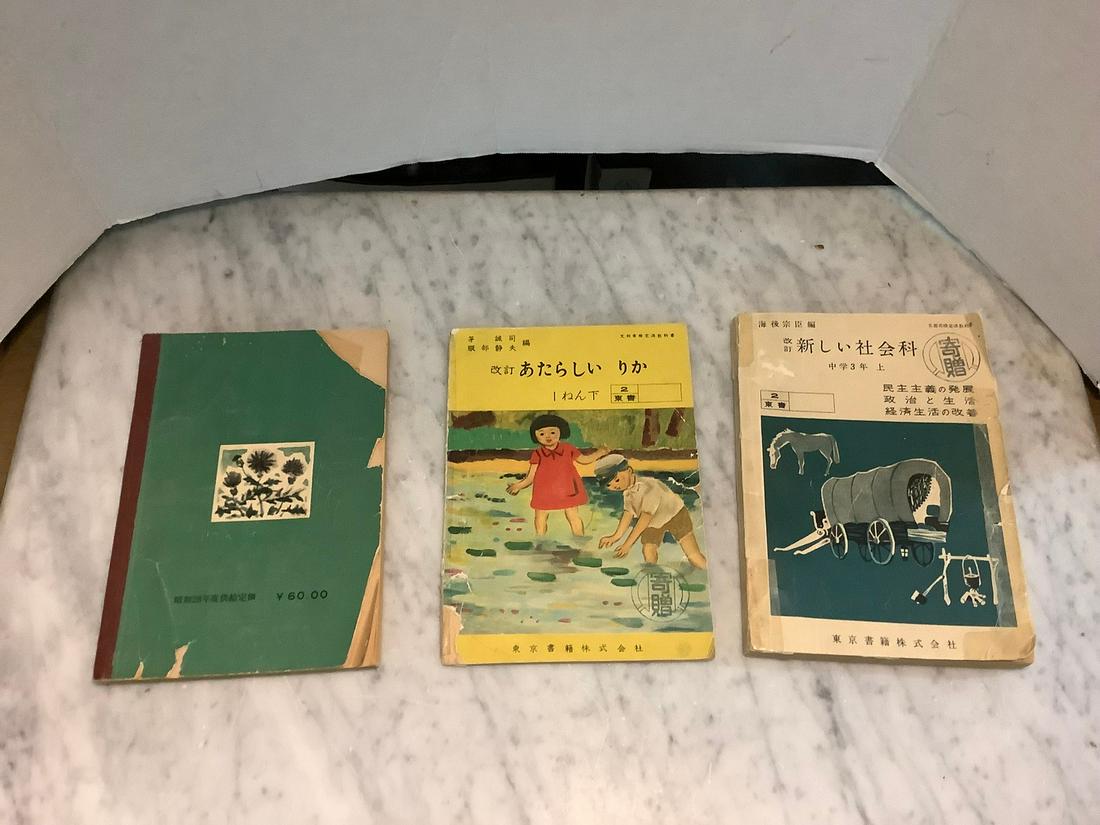 昭和28年度供給定価 ￥60.00
茅 誠司
服部静夫 編
文部省検定済教科書
改訂 あたらしい りか
1ねん下
2
東書
寄贈
東京書籍株式会社
海後宗臣編
文部省検定済教科書
改訂 新しい社会科
中学3年 上
寄贈
2
東書
民主主義の発展
政治と生活
経済生活の改善
東京書籍株式会社